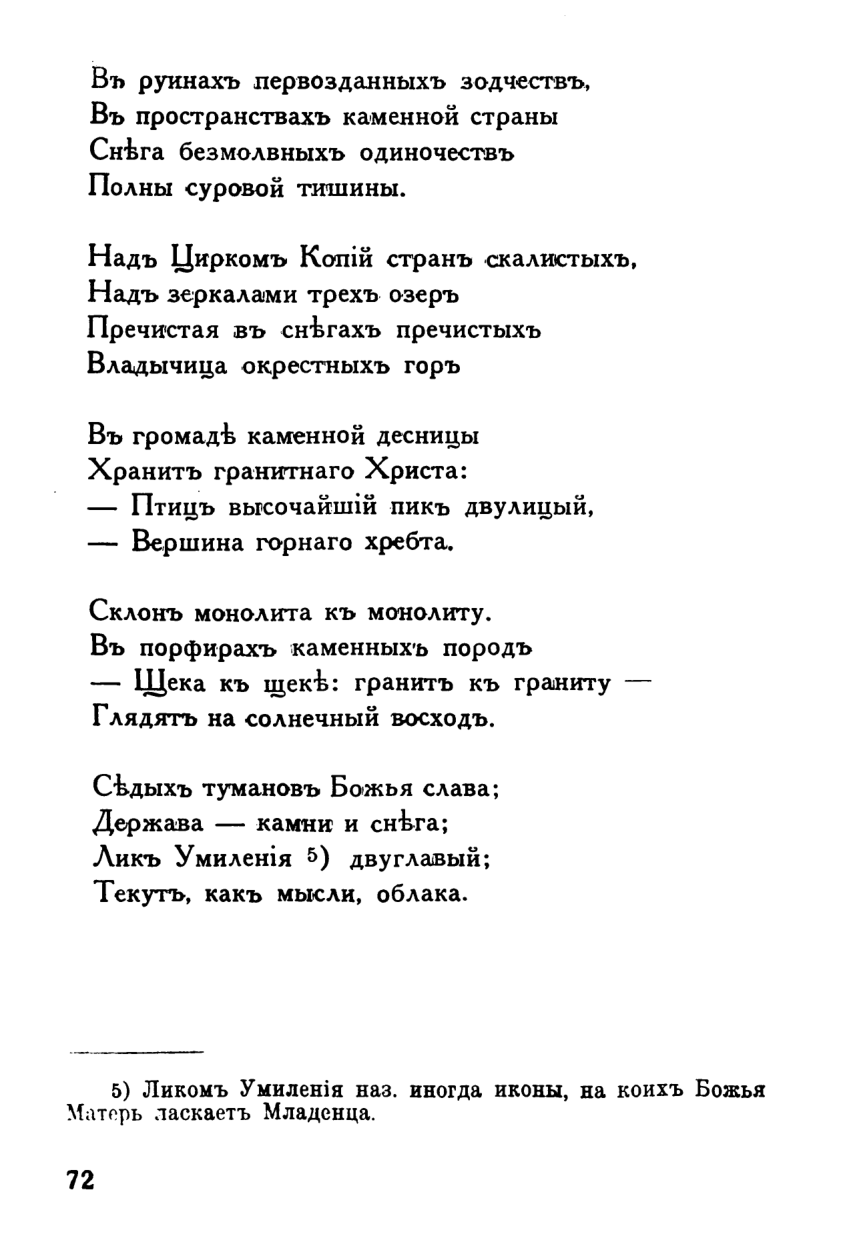 Въ руинахъ первозданныхъ зодчествъ,
Въ пространствахъ каменной страны
Снѣга безмолвныхъ одиночествъ
Полны суровой тишины.
Надъ Циркомъ Копій странъ скалистыхъ,
Надъ зеркалами трехъ озеръ
Пречистая въ снѣгахъ пречистыхъ
Владычица окрестныхъ горъ
Въ громадѣ каменной десницы
Хранитъ гранитнаго Христа:
— Птицъ высочайшій пикъ двулицый,
— Вершина горнаго хребта.
Склонъ монолита къ монолиту.
Въ порфирахъ каменныхъ породъ
— Щека къ щекѣ: гранитъ къ граниту —
Глядятъ на солнечный восходъ.
Сѣдыхъ тумановъ Божья слава;
Держава — камни и снѣга;
Ликъ Умиленія 5) двуглавый;
Текутъ, какъ мысли, облака.
5) Ликомъ Умиленія наз. иногда иконы, на коихъ Божья
Матерь ласкаетъ Младенца.
72